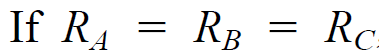 If R_A = R_B = R_C,